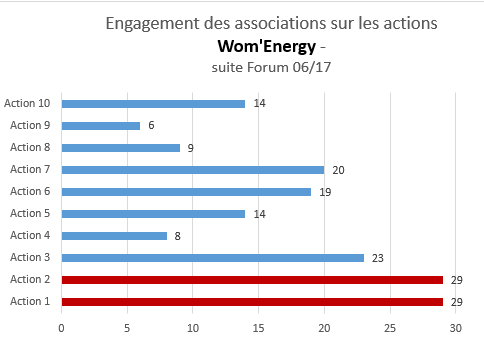 Engagement des associations sur les actions
Wom'Energy -
suite Forum 06/17
Action 10 14
Action 9 6
Action 8 9
Action 7 20
Action 6 19
Action 5 14
Action 4 8
Action 3 23
Action 2 29
Action 1 29
0 5 10 15 20 25 30